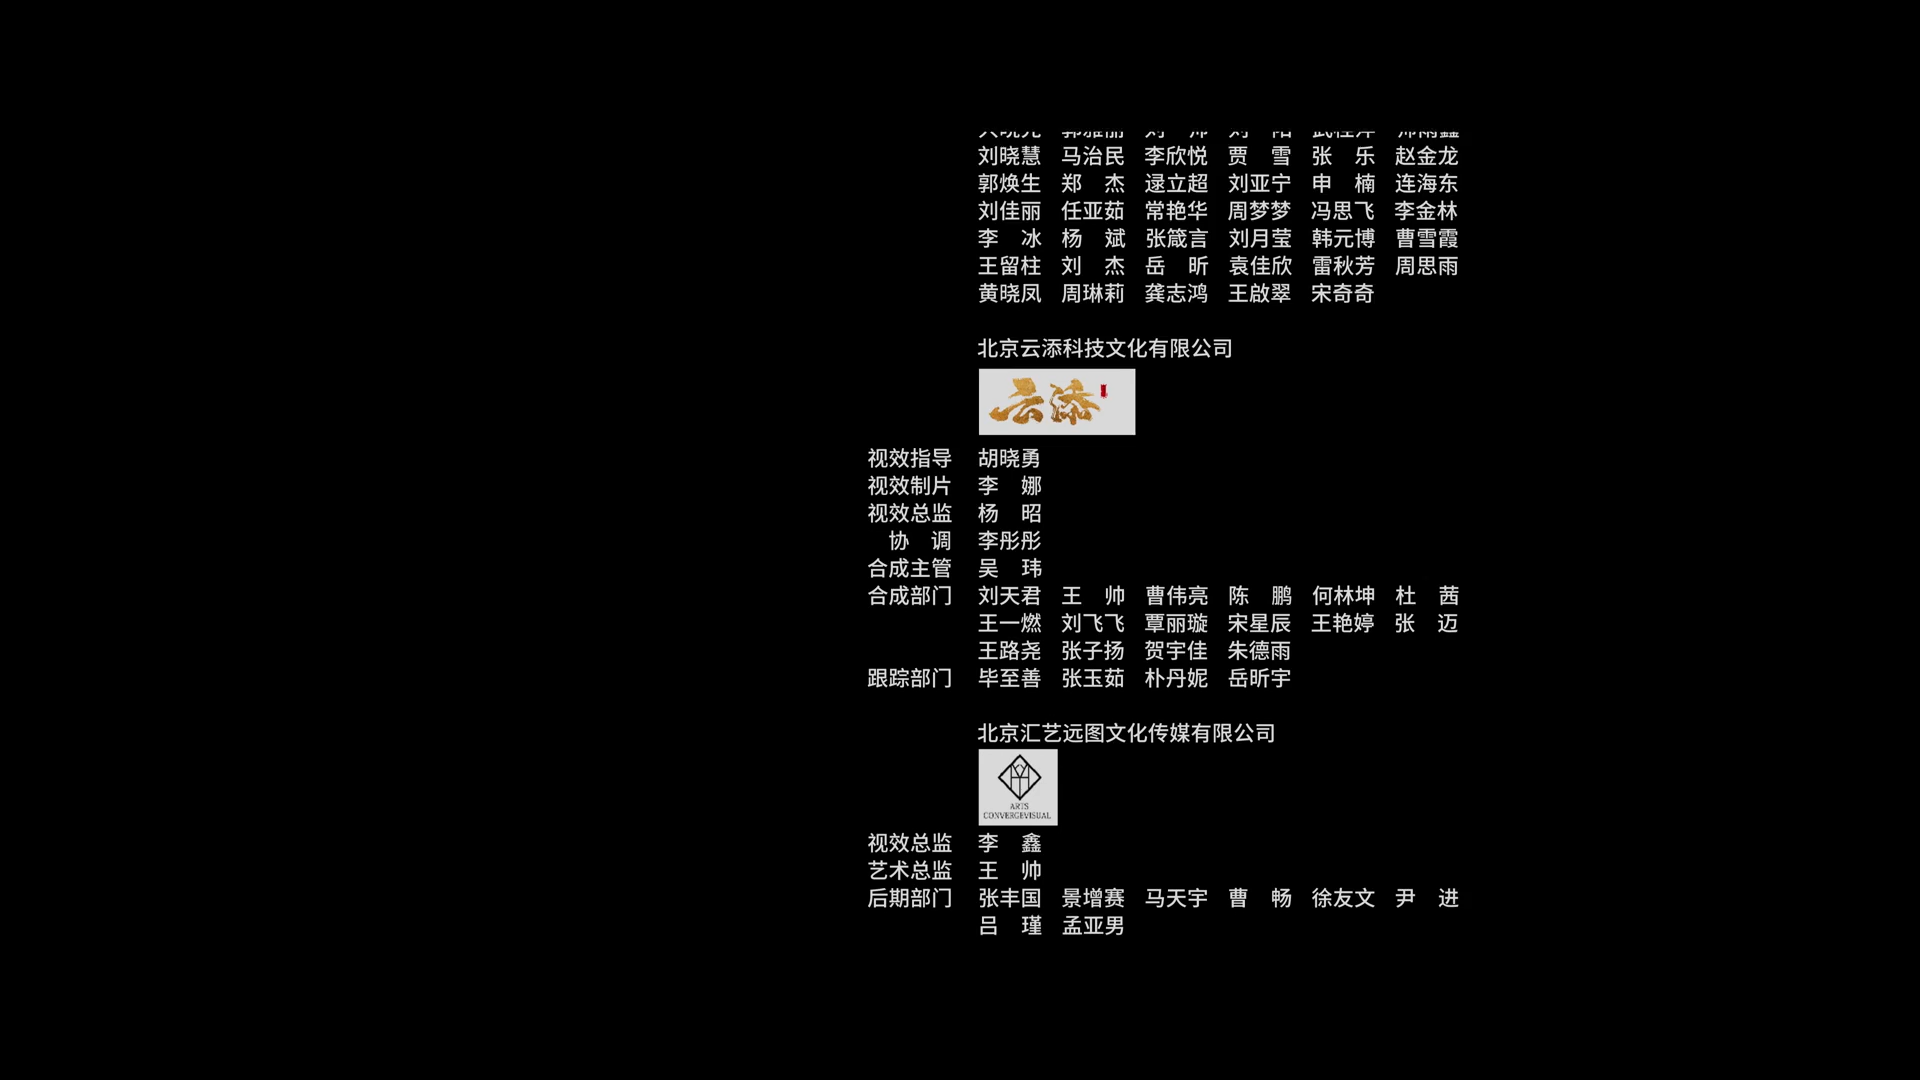 刘晓慧 马治民 李欣悦 贾 雪 张 乐 赵金龙
郭焕生 郑 杰 逯立超 刘亚宁 申 楠 连海东
刘佳丽 任亚茹 常艳华 周梦梦 冯思飞 李金林
李 冰 杨 斌 张箴言 刘月莹 韩元博 曹雪霞
王留柱 刘 杰 岳 昕 袁佳欣 雷秋芳 周思雨
黄晓凤 周琳莉 龚志鸿 王啟翠 宋奇奇
北京云添科技文化有限公司
云添
视效指导 胡晓勇
视效制片 李 娜
视效总监 杨 昭
协 调 李彤彤
合成主管 吴 玮
合成部门 刘天君 王 帅 曹伟亮 陈 鹏 何林坤 杜 茜
王一燃 刘飞飞 覃丽璇 宋星辰 王艳婷 张 迈
王路尧 张子扬 贺宇佳 朱德雨
跟踪部门 毕至善 张玉茹 朴丹妮 岳昕宇
北京汇艺远图文化传媒有限公司
ARTS
CONVERGEVISUAL
视效总监 李 鑫
艺术总监 王 帅
后期部门 张丰国 景增赛 马天宇 曹 畅 徐友文 尹 进
吕 瑾 孟亚男